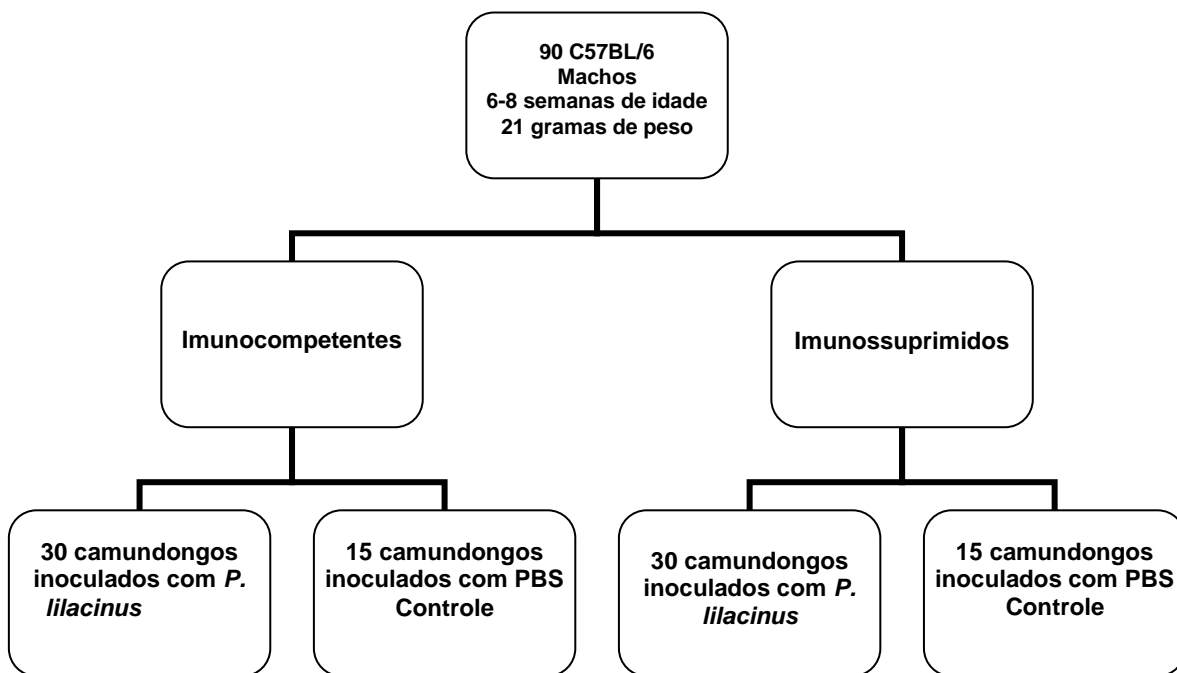 90 C57BL/6
Machos
6-8 semanas de idade
21 gramas de peso
Imunocompetentes
Imunossuprimidos
30 camundongos
inoculados com P.
lilacinus
15 camundongos
inoculados com PBS
Controle
30 camundongos
inoculados com P.
lilacinus
15 camundongos
inoculados com PBS
Controle